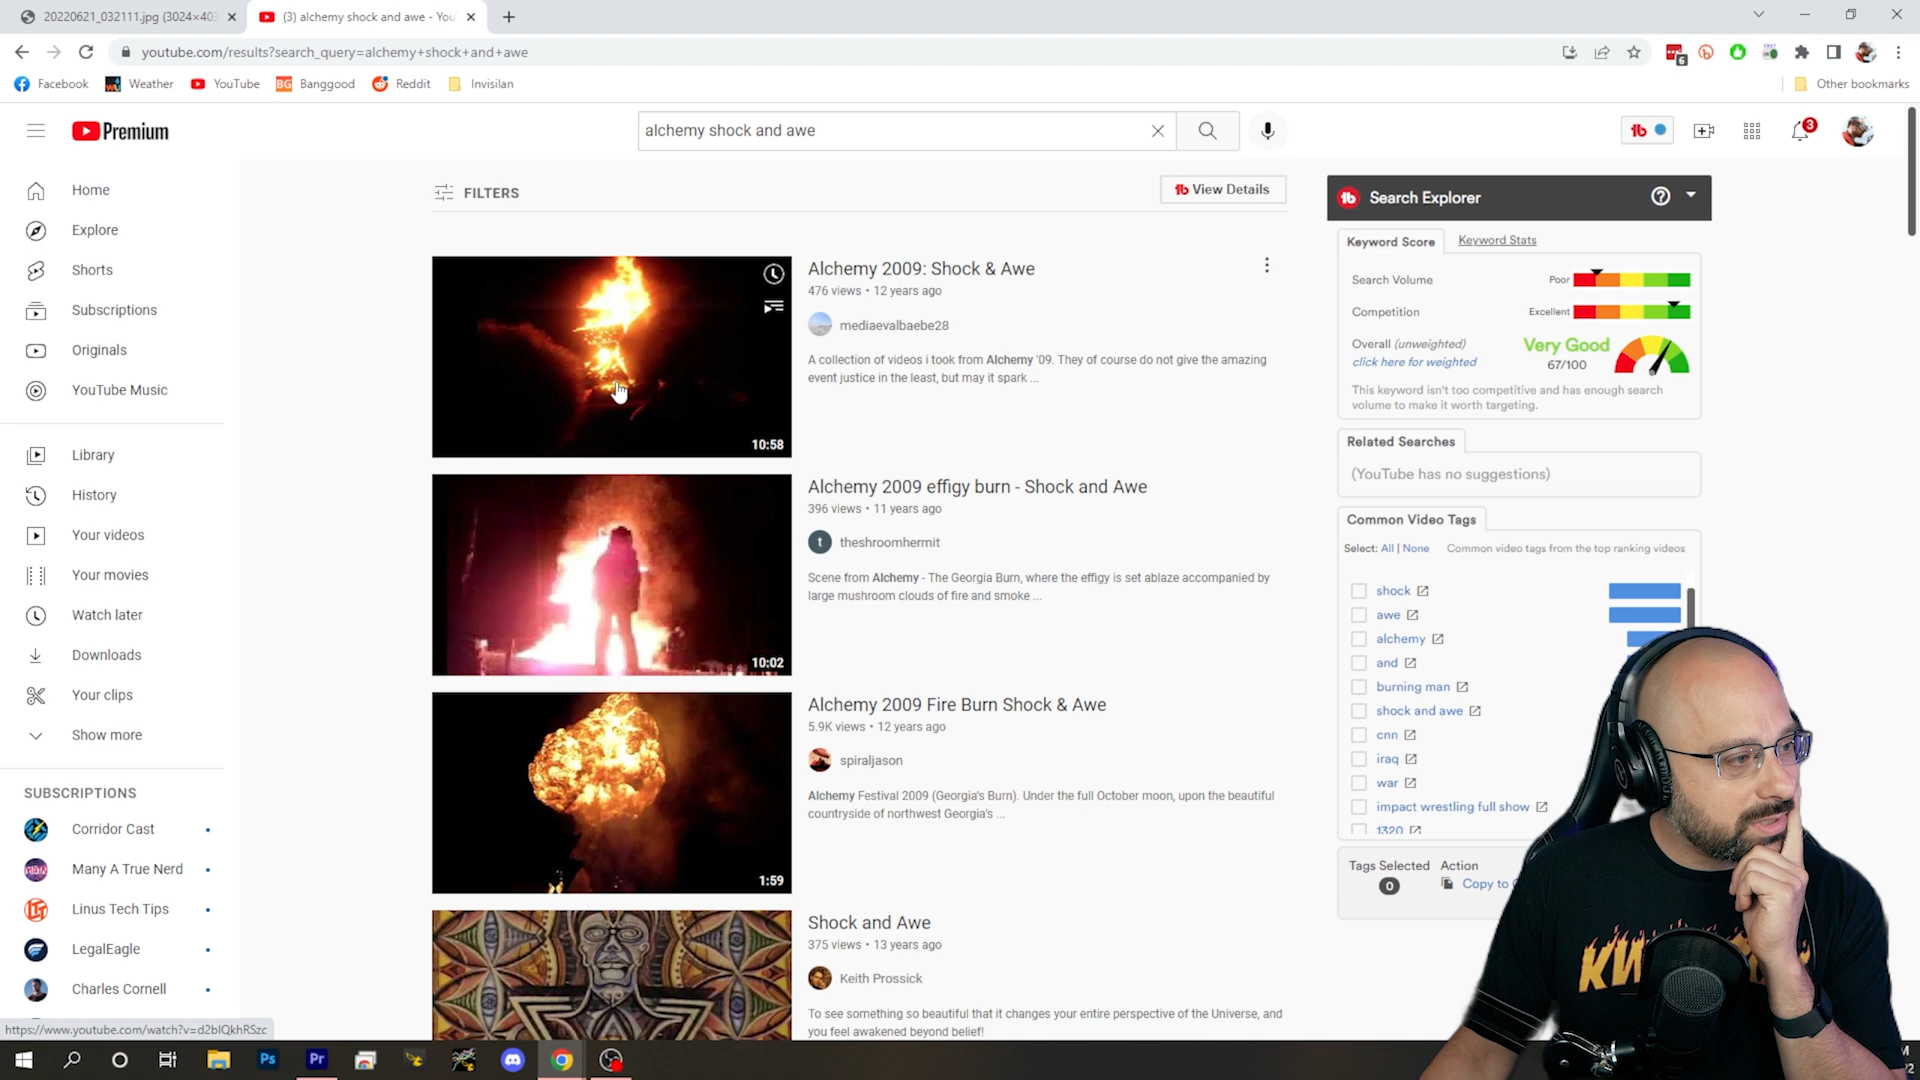 20220621_032111.jpg (3024×403
(3) alchemy shock and awe - You
youtube.com/results?search_query=alchemy+shock+and+awe
6
Facebook
Weather
YouTube
BG Banggood
Reddit
Invisilan
Other bookmarks
Premium
alchemy shock and awe
tb
3
Home
Explore
Shorts
Subscriptions
Originals
YouTube Music
Library
History
Your videos
Your movies
Watch later
Downloads
Your clips
Show more
SUBSCRIPTIONS
Corridor Cast
Many A True Nerd
Linus Tech Tips
LegalEagle
Charles Cornell
https://www.youtube.com/watch?v=d2bIQkhRSzc
FILTERS
tb View Details
10:58
Alchemy 2009: Shock & Awe
476 views • 12 years ago
mediaevalbaebe28
A collection of videos i took from Alchemy '09. They of course do not give the amazing
event justice in the least, but may it spark ...
10:02
Alchemy 2009 effigy burn - Shock and Awe
396 views • 11 years ago
t theshroomhermit
Scene from Alchemy - The Georgia Burn, where the effigy is set ablaze accompanied by
large mushroom clouds of fire and smoke ...
1:59
Alchemy 2009 Fire Burn Shock & Awe
5.9K views • 12 years ago
spiraljason
Alchemy Festival 2009 (Georgia's Burn). Under the full October moon, upon the beautiful
countryside of northwest Georgia's ...
Shock and Awe
375 views • 13 years ago
Keith Prossick
To see something so beautiful that it changes your entire perspective of the Universe, and
you feel awakened beyond belief!
tb Search Explorer
Keyword Score
Keyword Stats
Search Volume
Poor
Competition
Excellent
Overall (unweighted)
click here for weighted
Very Good
67/100
This keyword isn't too competitive and has enough search
volume to make it worth targeting.
Related Searches
(YouTube has no suggestions)
Common Video Tags
Select: All | None
Common video tags from the top ranking videos
shock
awe
alchemy
and
burning man
shock and awe
cnn
iraq
war
impact wrestling full show
1320
Tags Selected
0
Action
Copy to
Ps
Pr